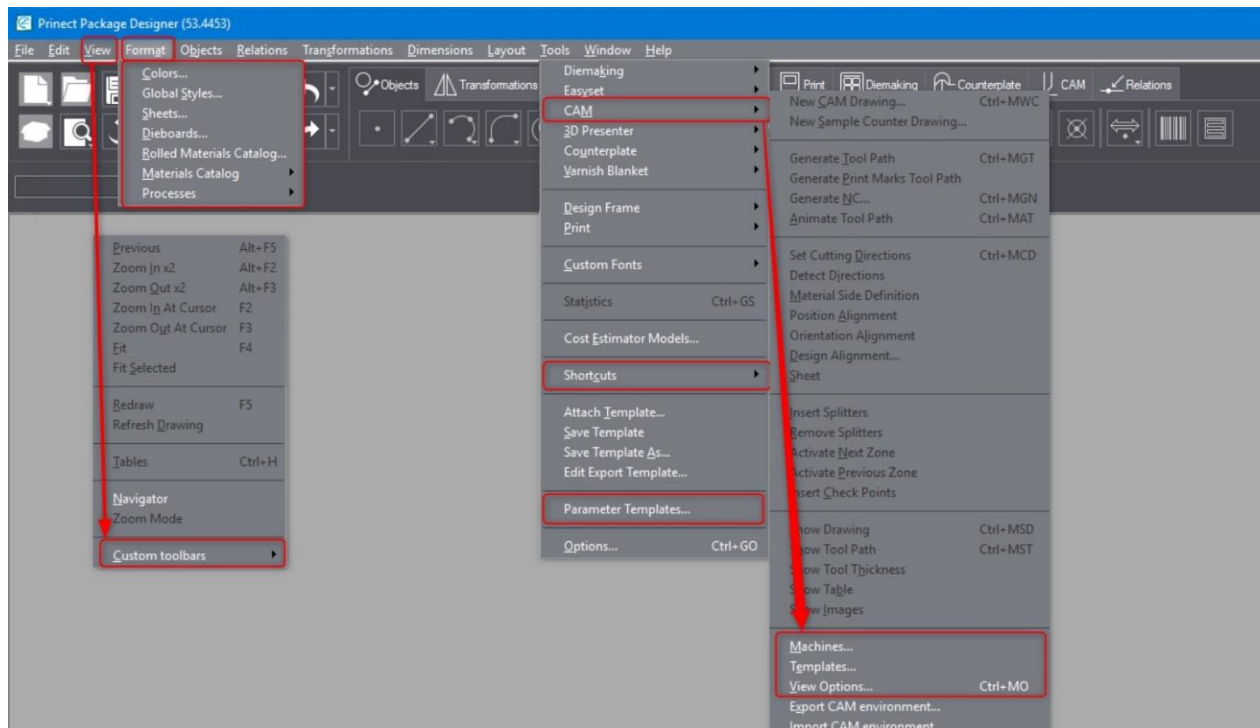 Prinect Package Designer (53.4453)
File Edit View Format Objects Relations Transformations Dimensions Layout Tools Window Help
Objects Transformations Print Diemaking Counterplate CAM Relations
Colors...
Global Styles...
Sheets...
Dieboards...
Rolled Materials Catalog...
Materials Catalog
Processes
Previous Alt+F5
Zoom In x2 Alt+F2
Zoom Out x2 Alt+F3
Zoom In At Cursor F2
Zoom Out At Cursor F3
Fit F4
Fit Selected
Redraw F5
Refresh Drawing
Tables Ctrl+H
Navigator
Zoom Mode
Custom toolbars
Diemaking
Easyset
CAM
3D Presenter
Counterplate
Varnish Blanket
Design Frame
Print
Custom Fonts
Statistics Ctrl+GS
Cost Estimator Models...
Shortcuts
Attach Template...
Save Template
Save Template As...
Edit Export Template...
Parameter Templates...
Options... Ctrl+GO
New CAM Drawing... Ctrl+MWC
New Sample Counter Drawing...
Generate Tool Path Ctrl+MGT
Generate Print Marks Tool Path
Generate NC... Ctrl+MGN
Animate Tool Path Ctrl+MAT
Set Cutting Directions Ctrl+MCD
Detect Directions
Material Side Definition
Position Alignment
Orientation Alignment
Design Alignment...
Sheet
Insert Splitters
Remove Splitters
Activate Next Zone
Activate Previous Zone
Insert Check Points
Show Drawing Ctrl+MSD
Show Tool Path Ctrl+MST
Show Tool Thickness
Show Table
Show Images
Machines...
Templates...
View Options... Ctrl+MO
Export CAM environment...
Import CAM environment